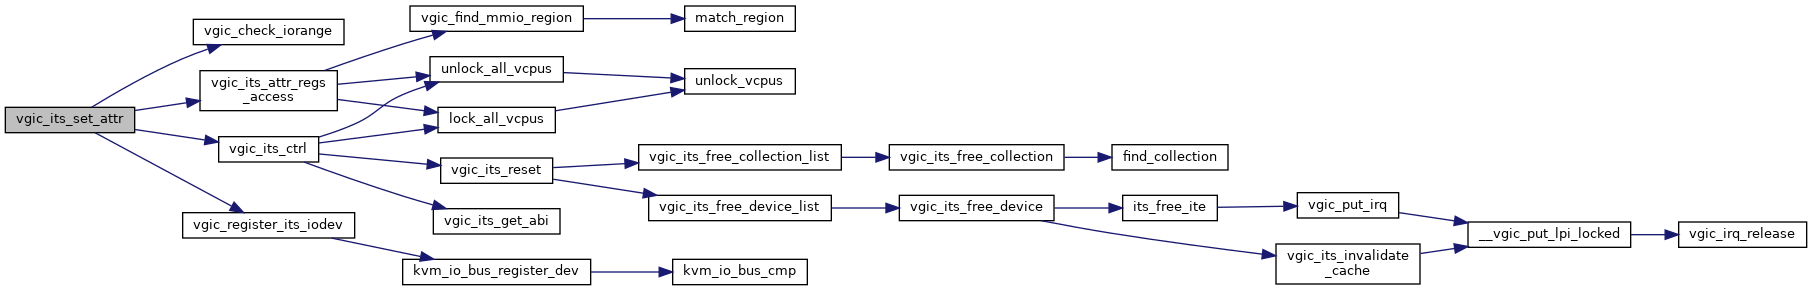 vgic_its_set_attr
vgic_check_iorange
vgic_its_attr_regs
_access
vgic_its_ctrl
vgic_register_its_iodev
vgic_find_mmio_region
unlock_all_vcpus
lock_all_vcpus
vgic_its_reset
vgic_its_get_abi
kvm_io_bus_register_dev
match_region
unlock_vcpus
vgic_its_free_collection_list
vgic_its_free_device_list
kvm_io_bus_cmp
vgic_its_free_collection
vgic_its_free_device
find_collection
its_free_ite
vgic_put_irq
vgic_its_invalidate
_cache
__vgic_put_lpi_locked
vgic_irq_release